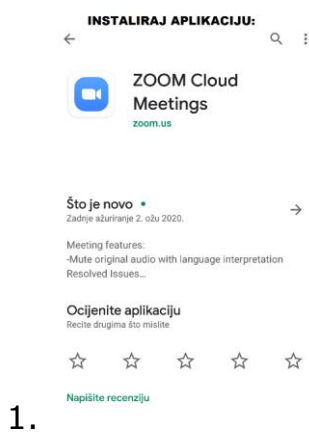 INSTALIRAJ APLIKACIJU:
ZOOM Cloud
Meetings
zoom.us
Što je novo
Zadnje ažuriranje 2. ožu 2020.
Meeting features:
-Mute original audio with language interpretation
Resolved Issues...
Ocijenite aplikaciju
Recite drugima što mislite
Napišite recenziju
1.